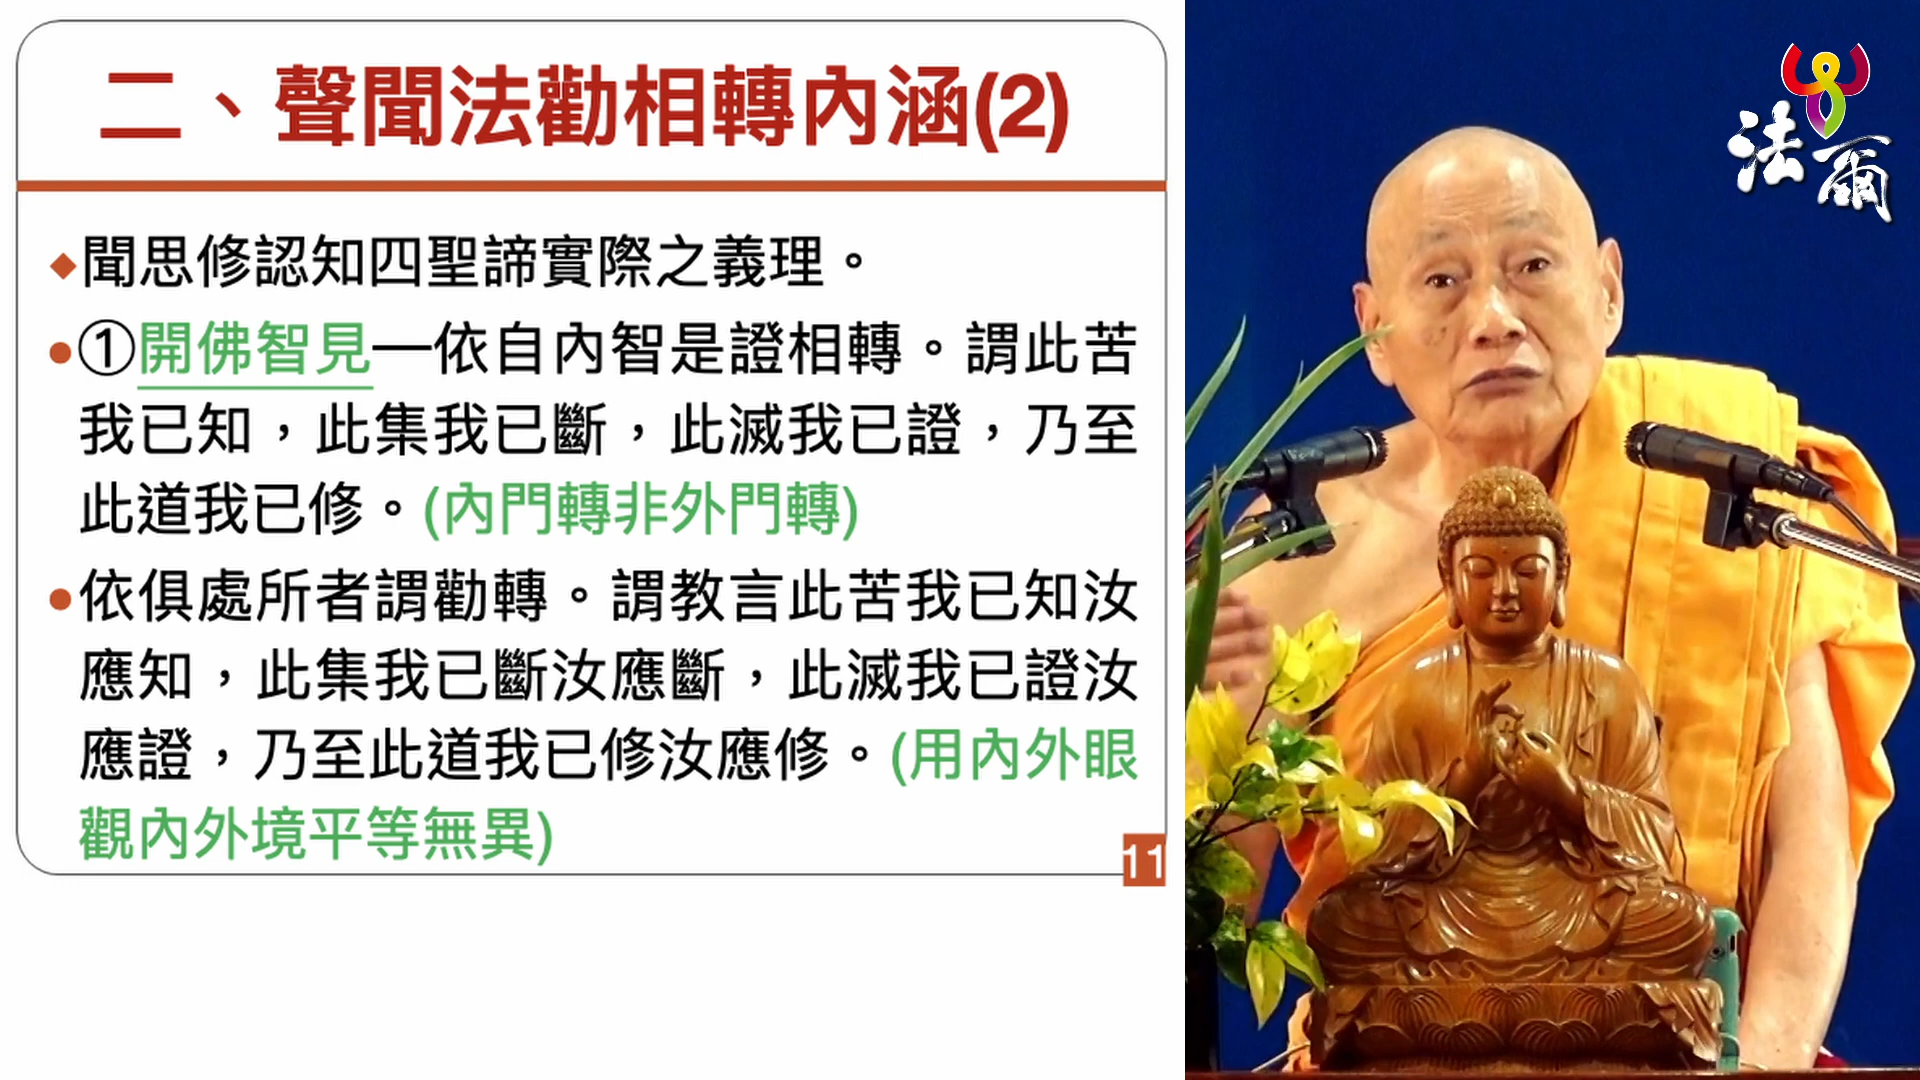 二、聲聞法勸相轉內涵(2)
◆聞思修認知四聖諦實際之義理。
●①開佛智見—依自內智是證相轉。謂此苦
我已知,此集我已斷,此滅我已證,乃至
此道我已修。(內門轉非外門轉)
●依俱處所者謂勸轉。謂教言此苦我已知汝
應知,此集我已斷汝應斷,此滅我已證汝
應證,乃至此道我已修汝應修。(用內外眼
觀內外境平等無異)
11
法爾